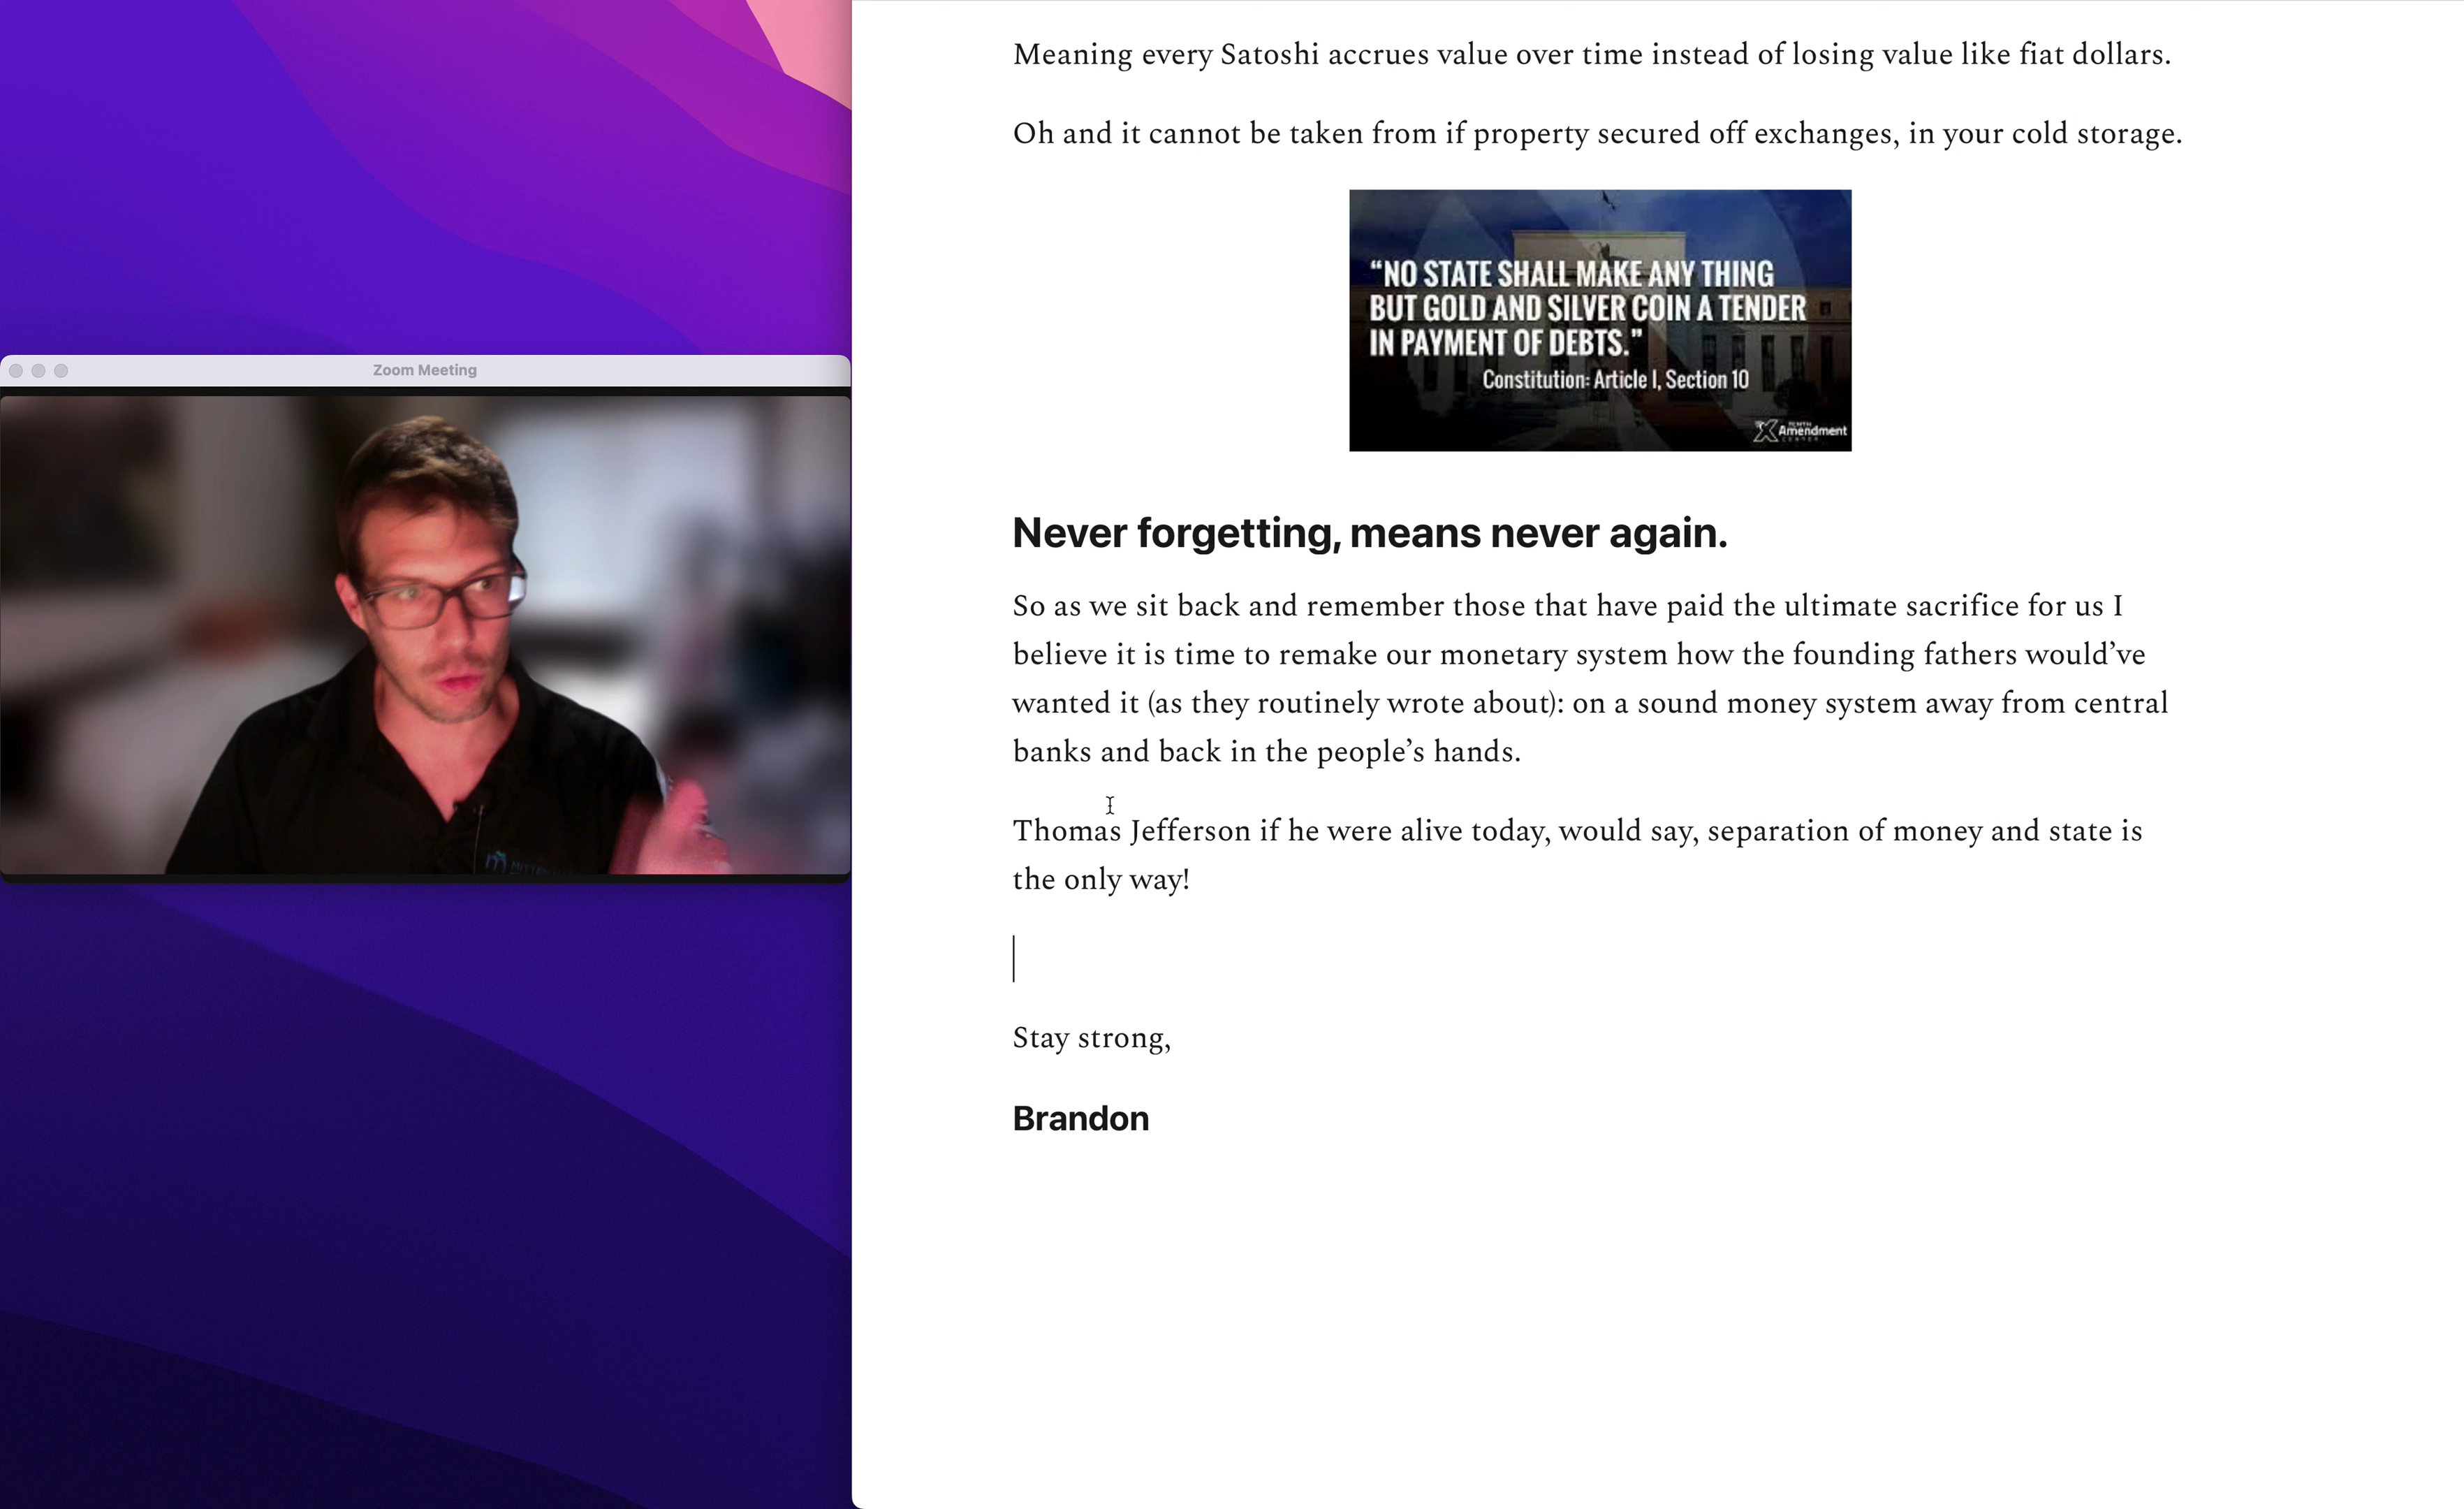 Meaning every Satoshi accrues value over time instead of losing value like fiat dollars.
Oh and it cannot be taken from if property secured off exchanges, in your cold storage.
“NO STATE SHALL MAKE ANY THING
BUT GOLD AND SILVER COIN A TENDER
IN PAYMENT OF DEBTS.”
Constitution: Article I, Section 10
TENTH
Amendment
CENTER
Zoom Meeting
Never forgetting, means never again.
So as we sit back and remember those that have paid the ultimate sacrifice for us I
believe it is time to remake our monetary system how the founding fathers would’ve
wanted it (as they routinely wrote about): on a sound money system away from central
banks and back in the people’s hands.
Thomas Jefferson if he were alive today, would say, separation of money and state is
the only way!
Stay strong,
Brandon